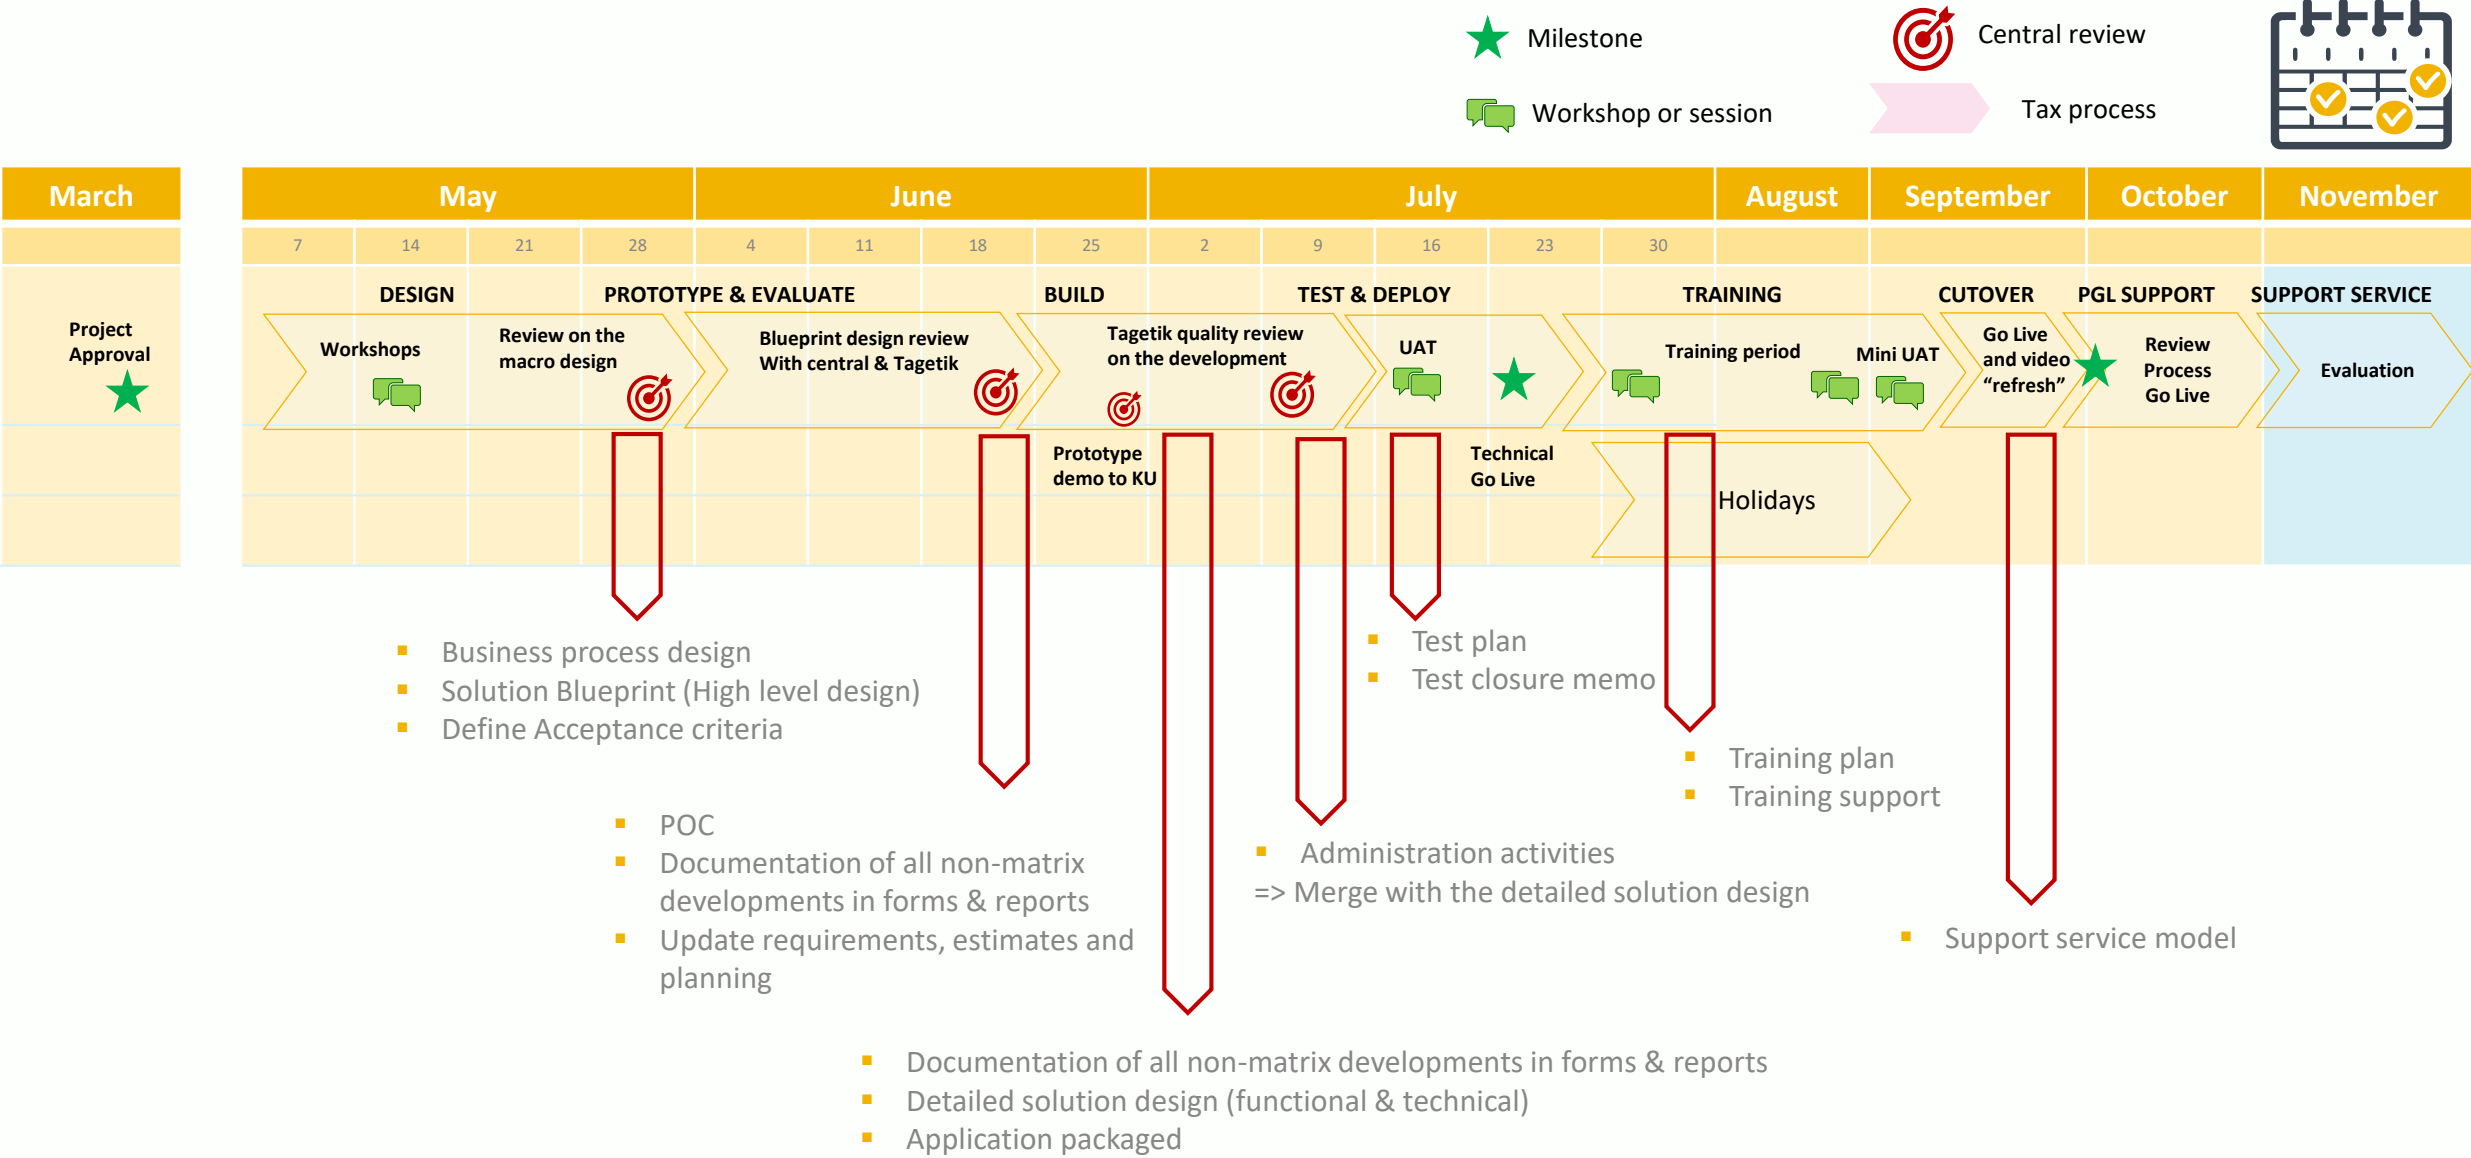 Milestone
Central review
Workshop or session
Tax process
March
May
June
July
August
September
October
November
7
14
21
28
4
11
18
25
2
9
16
23
30
DESIGN
PROTOTYPE & EVALUATE
BUILD
TEST & DEPLOY
TRAINING
CUTOVER
PGL SUPPORT
SUPPORT SERVICE
Project
Approval
Workshops
Review on the
macro design
Blueprint design review
With central & Tagetik
Tagetik quality review
on the development
UAT
Training period
Mini UAT
Go Live
and video
“refresh”
Review
Process
Go Live
Evaluation
Prototype
demo to KU
Technical
Go Live
Holidays
Business process design
Solution Blueprint (High level design)
Define Acceptance criteria
Test plan
Test closure memo
Training plan
Training support
POC
Documentation of all non-matrix
developments in forms & reports
Update requirements, estimates and
planning
Administration activities
=> Merge with the detailed solution design
Support service model
Documentation of all non-matrix developments in forms & reports
Detailed solution design (functional & technical)
Application packaged